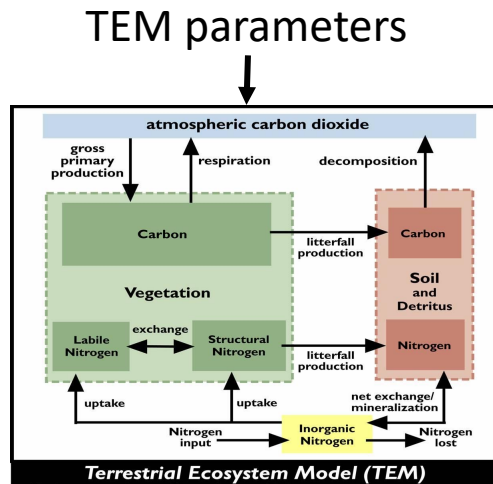 TEM parameters
atmospheric carbon dioxide
gross
primary
production
respiration
decomposition
Carbon
litterfall
production
Carbon
Vegetation
Soil
and
Detritus
Labile
Nitrogen
exchange
Structural
Nitrogen
litterfall
production
Nitrogen
uptake
uptake
net exchange/
mineralization
Nitrogen
input
Inorganic
Nitrogen
Nitrogen
lost
Terrestrial Ecosystem Model (TEM)